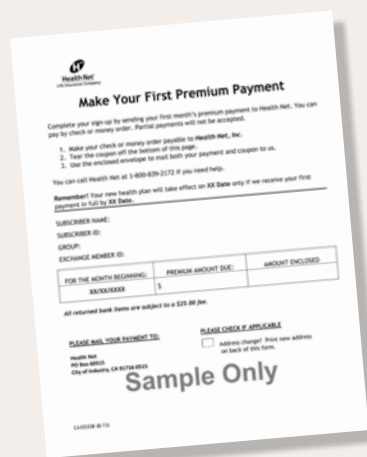 Health Net
Life Insurance Company
Make Your First Premium Payment
Complete your sign-up by sending your first month's premium payment to Health Net. You can
pay by check or money order. Partial payments will not be accepted.
1. Make your check or money order payable to Health Net, Inc.
2. Tear the coupon off the bottom of this page.
3. Use the enclosed envelope to mail both your payment and coupon to us.
You can call Health Net at 1-800-839-2172 if you need help.
Remember! Your new health plan will take effect on XX Date only if we receive your first
payment in full by XX Date.
SUBSCRIBER NAME:
SUBSCRIBER ID:
GROUP:
EXCHANGE MEMBER ID:
FOR THE MONTH BEGINNING: PREMIUM AMOUNT DUE: AMOUNT ENCLOSED
XX/XX/XXXX $
All returned bank items are subject to a $25.00 fee.
PLEASE MAIL YOUR PAYMENT TO: PLEASE CHECK IF APPLICABLE
Health Net Address change? Print new address
PO Box on back of this form.
City of Industry, CA
Sample Only